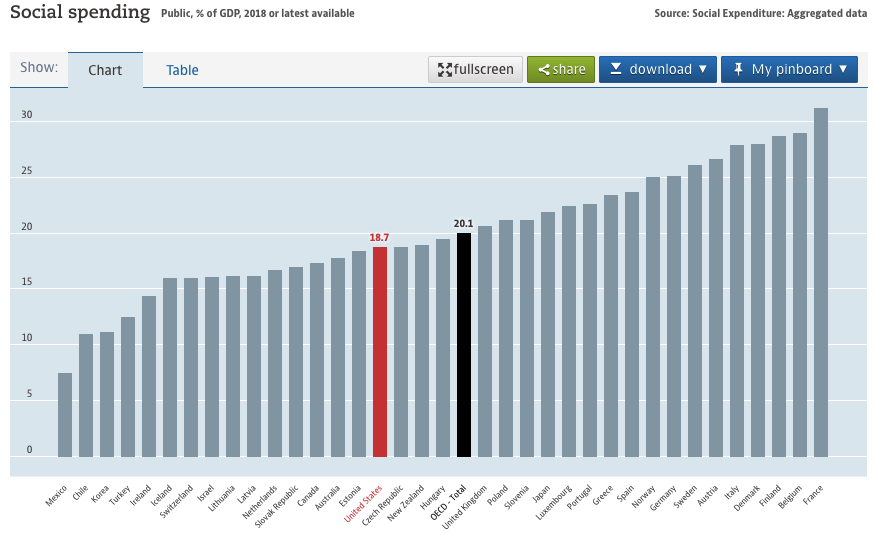 Social spending Public, % of GDP, 2018 or latest available Source: Social Expenditure: Aggregated data
Show: Chart Table fullscreen share download My pinboard
30
25
20.1
20
18.7
15
10
5
0
Mexico
Chile
Korea
Turkey
Ireland
Iceland
Switzerland
Israel
Lithuania
Latvia
Netherlands
Slovak Republic
Canada
Australia
Estonia
United States
Czech Republic
New Zealand
Hungary
OECD - Total
United Kingdom
Poland
Slovenia
Japan
Luxembourg
Portugal
Greece
Spain
Norway
Germany
Sweden
Austria
Italy
Denmark
Finland
Belgium
France